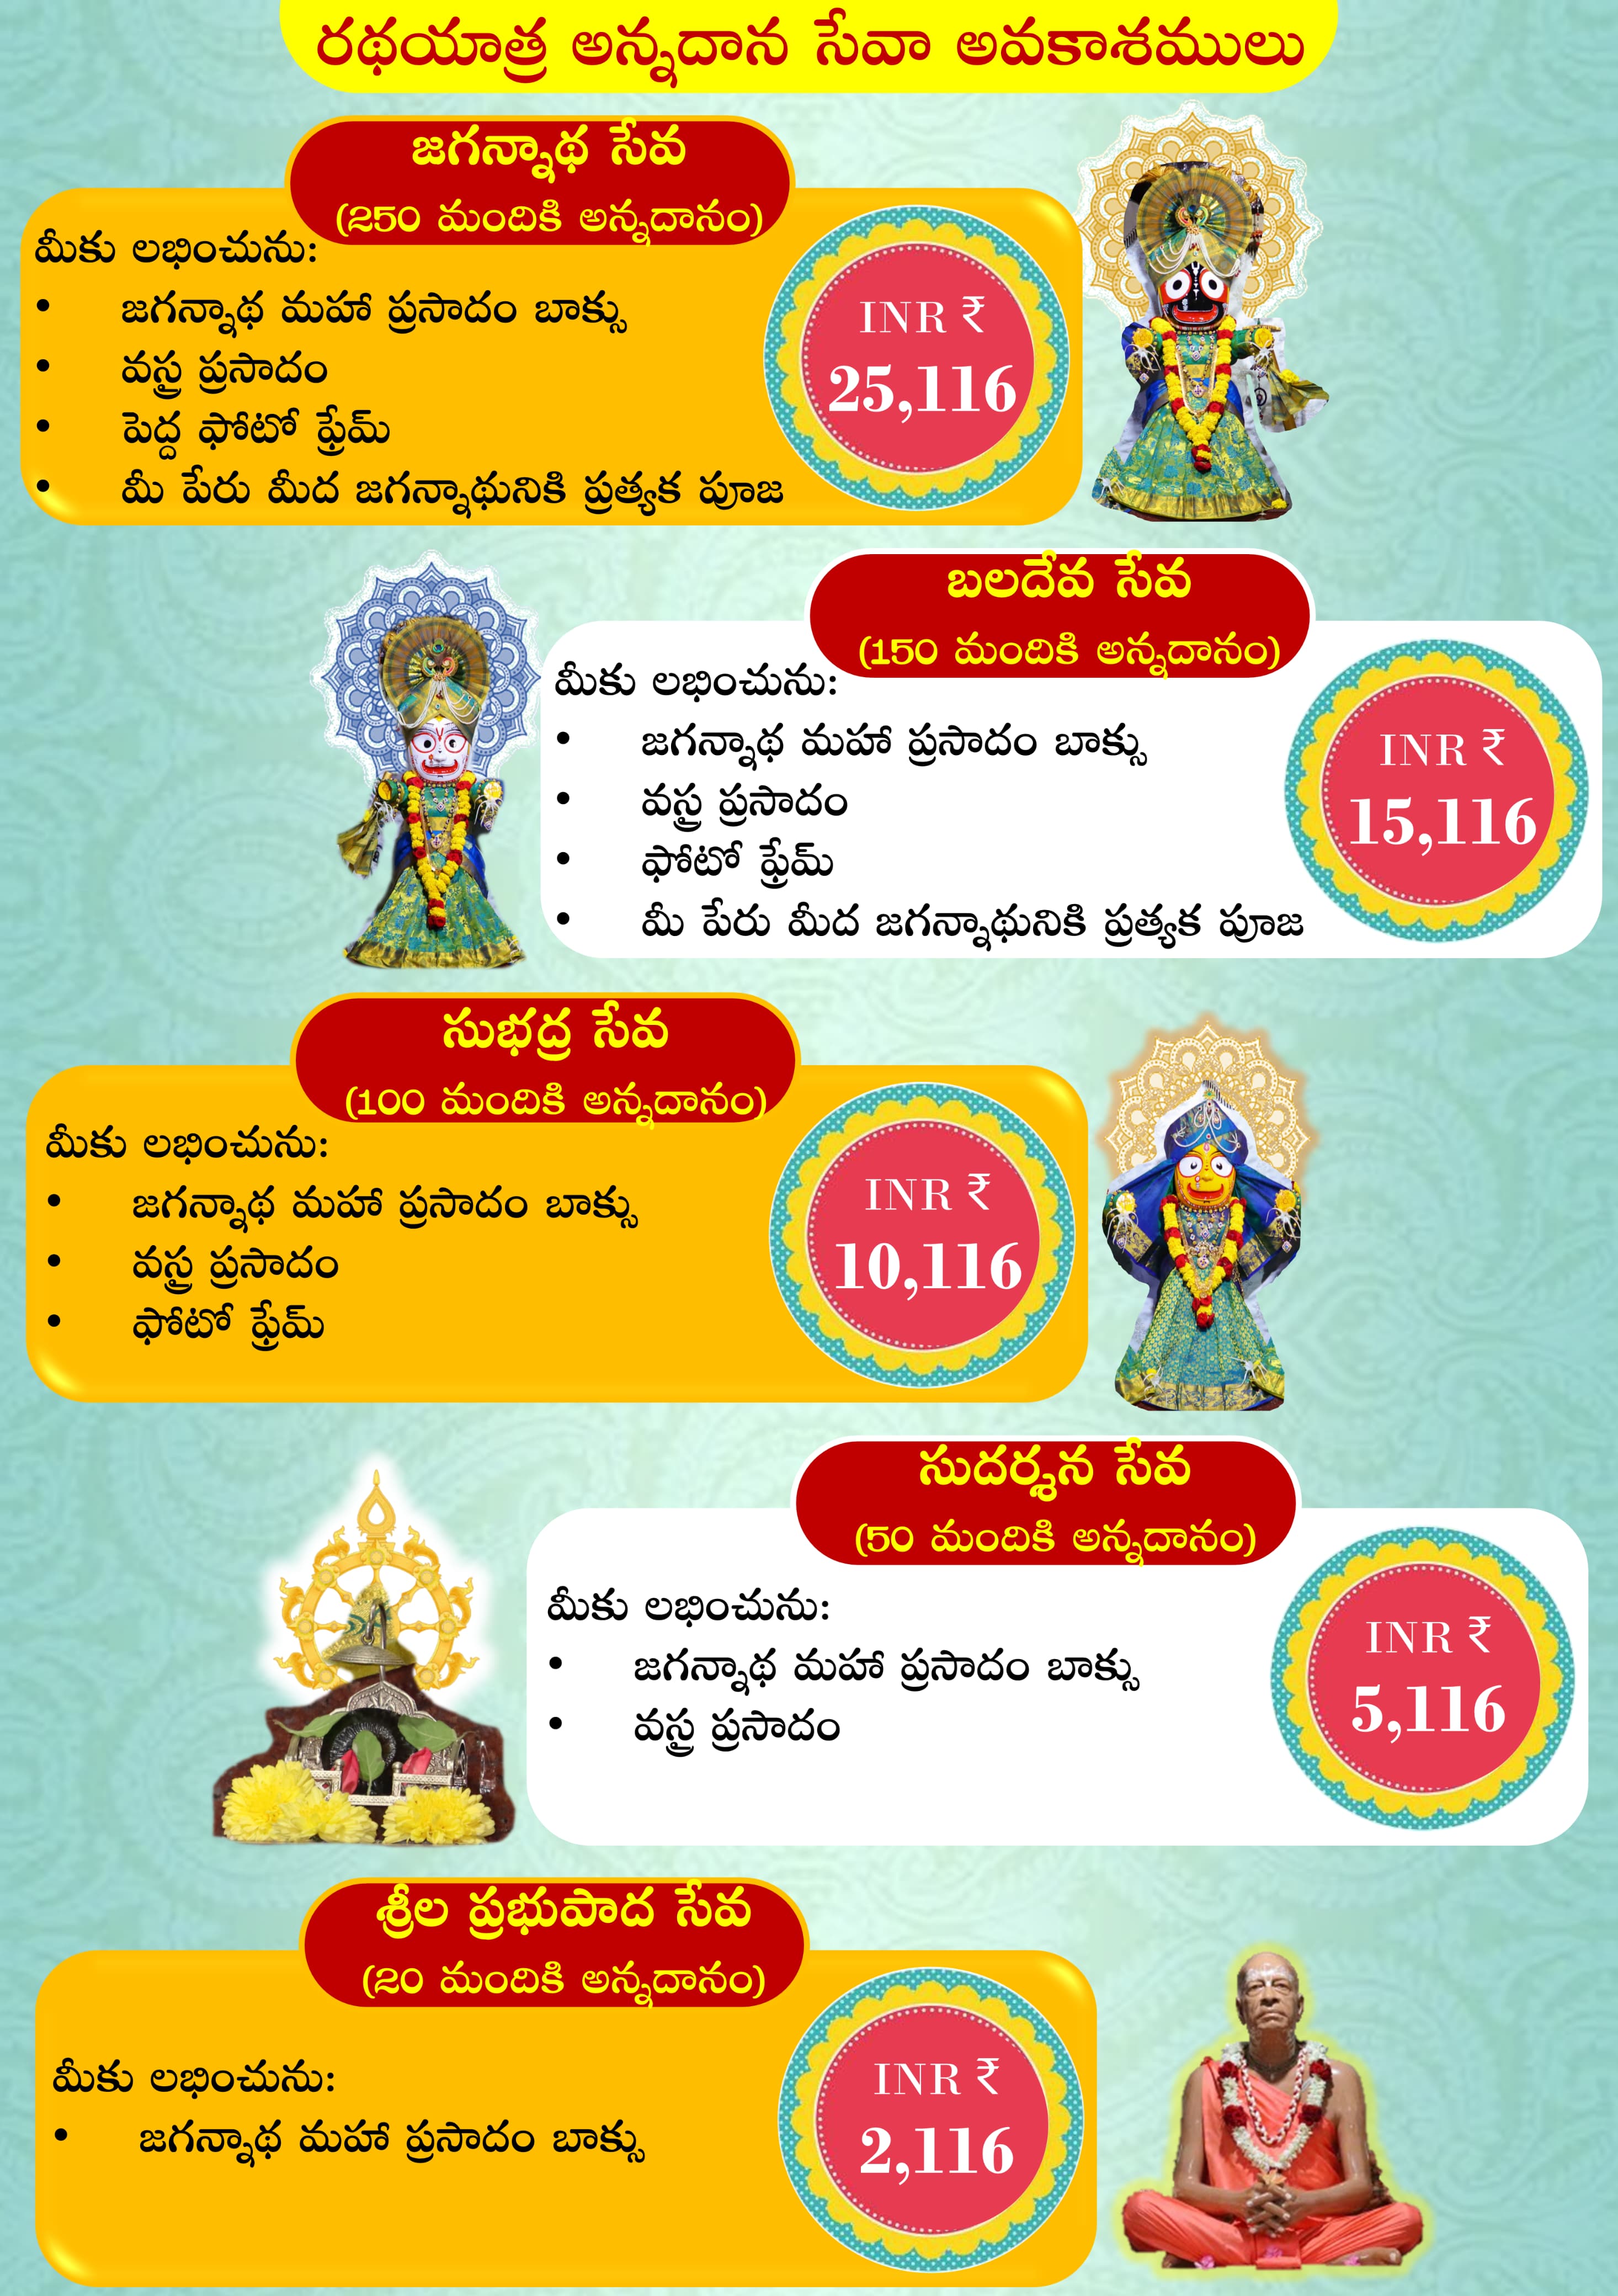 రథయాత్ర అన్నదాన సేవా అవకాశములు
జగన్నాథ సేవ
(250 మందికి అన్నదానం)
మీకు లభించును:
• జగన్నాథ మహా ప్రసాదం బాక్సు
• వస్త్ర ప్రసాదం
• పెద్ద ఫోటో ఫ్రేమ్
• మీ పేరు మీద జగన్నాథునికి ప్రత్యక పూజ
INR ₹
25,116
బలదేవ సేవ
(150 మందికి అన్నదానం)
మీకు లభించును:
• జగన్నాథ మహా ప్రసాదం బాక్సు
• వస్త్ర ప్రసాదం
• ఫోటో ఫ్రేమ్
• మీ పేరు మీద జగన్నాథునికి ప్రత్యక పూజ
INR ₹
15,116
సుభద్ర సేవ
(100 మందికి అన్నదానం)
మీకు లభించును:
• జగన్నాథ మహా ప్రసాదం బాక్సు
• వస్త్ర ప్రసాదం
• ఫోటో ఫ్రేమ్
INR ₹
10,116
సుదర్శన సేవ
(50 మందికి అన్నదానం)
మీకు లభించును:
• జగన్నాథ మహా ప్రసాదం బాక్సు
• వస్త్ర ప్రసాదం
INR ₹
5,116
శ్రీల ప్రభుపాద సేవ
(20 మందికి అన్నదానం)
మీకు లభించును:
• జగన్నాథ మహా ప్రసాదం బాక్సు
INR ₹
2,116